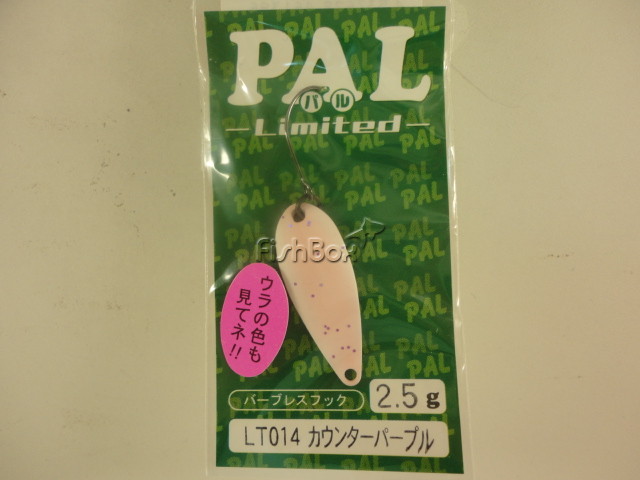 PAL
パル
-Limited-
FishBox
ウラの色も
見てネ!!
バーブレスフック
2.5g
LT014 カウンターパープル